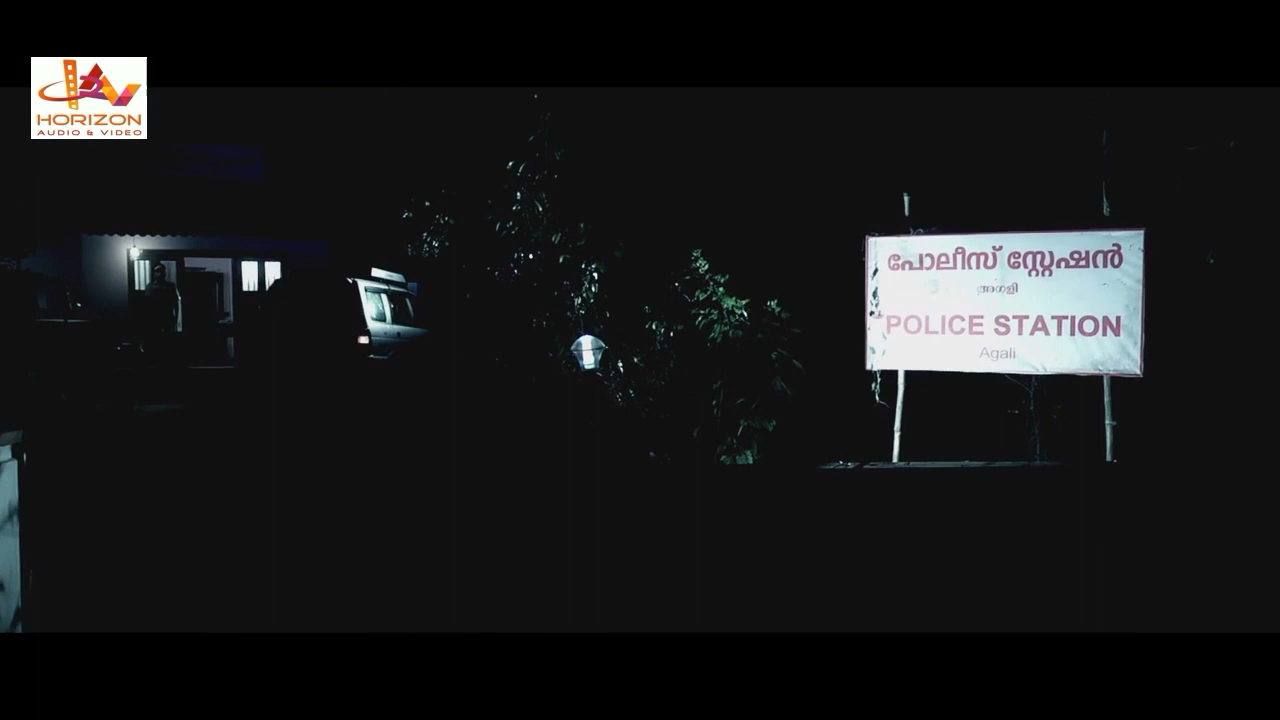 HORIZON
AUDIO & VIDEO
പോലീസ് സ്റ്റേഷൻ
അഗളി
POLICE STATION
Agali